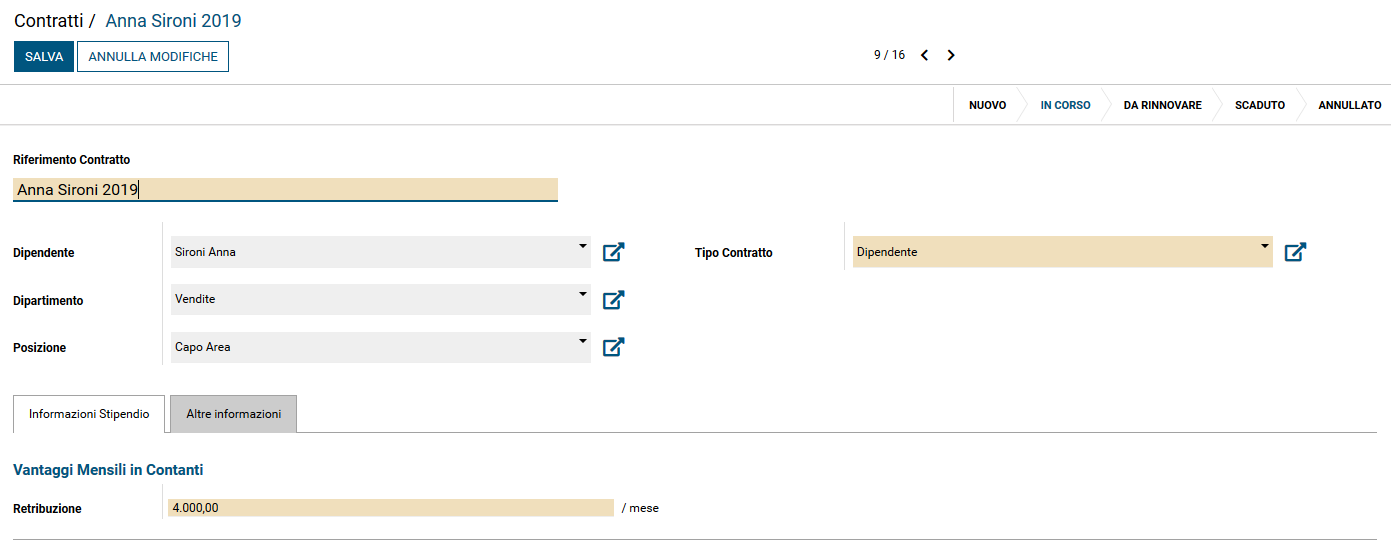 Contratti / Anna Sironi 2019
SALVA ANNULLA MODIFICHE 9 / 16
NUOVO IN CORSO DA RINNOVARE SCADUTO ANNULLATO
Riferimento Contratto
Anna Sironi 2019
Dipendente Sironi Anna Tipo Contratto Dipendente
Dipartimento Vendite
Posizione Capo Area
Informazioni Stipendio Altre informazioni
Vantaggi Mensili in Contanti
Retribuzione 4.000,00 / mese